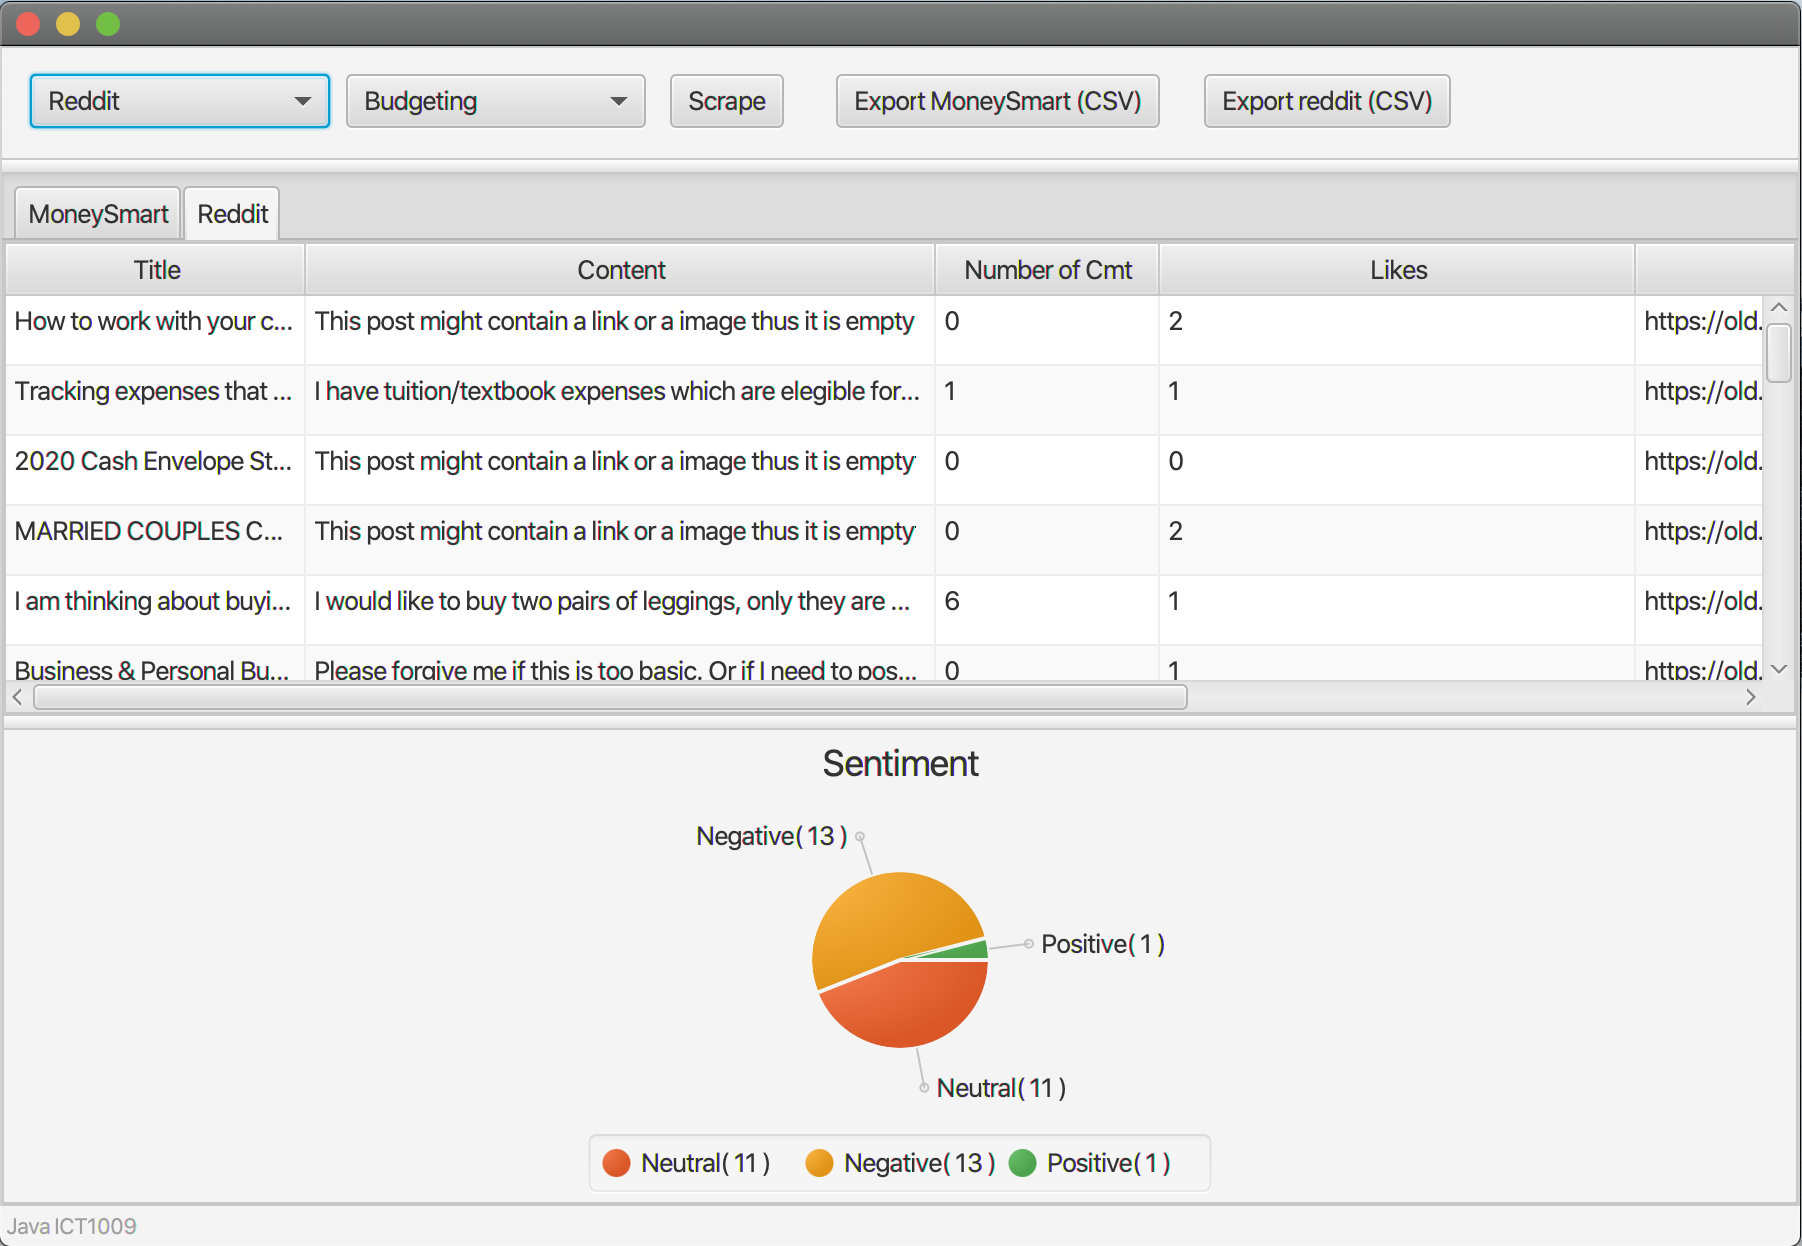 Reddit Budgeting Scrape Export MoneySmart (CSV) Export reddit (CSV)
MoneySmart Reddit
Title Content Number of Cmt Likes
How to work with your c... This post might contain a link or a image thus it is empty 0 2 https://old.
Tracking expenses that ... I have tuition/textbook expenses which are elegible for... 1 1 https://old.
2020 Cash Envelope St... This post might contain a link or a image thus it is empty 0 0 https://old.
MARRIED COUPLES C... This post might contain a link or a image thus it is empty 0 2 https://old.
I am thinking about buyi... I would like to buy two pairs of leggings, only they are ... 6 1 https://old.
Business & Personal Bu... Please forgive me if this is too basic. Or if I need to pos... 0 1 https://old.
Sentiment
Negative( 13 )
Positive( 1 )
Neutral( 11 )
Neutral( 11 ) Negative( 13 ) Positive( 1 )
Java ICT1009